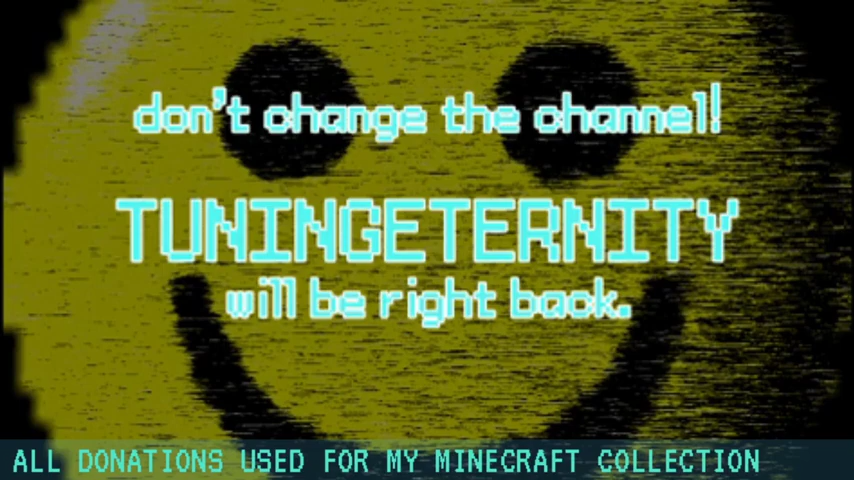 don't change the channel!
TUNINGETERNITY
will be right back.
ALL DONATIONS USED FOR MY MINECRAFT COLLECTION